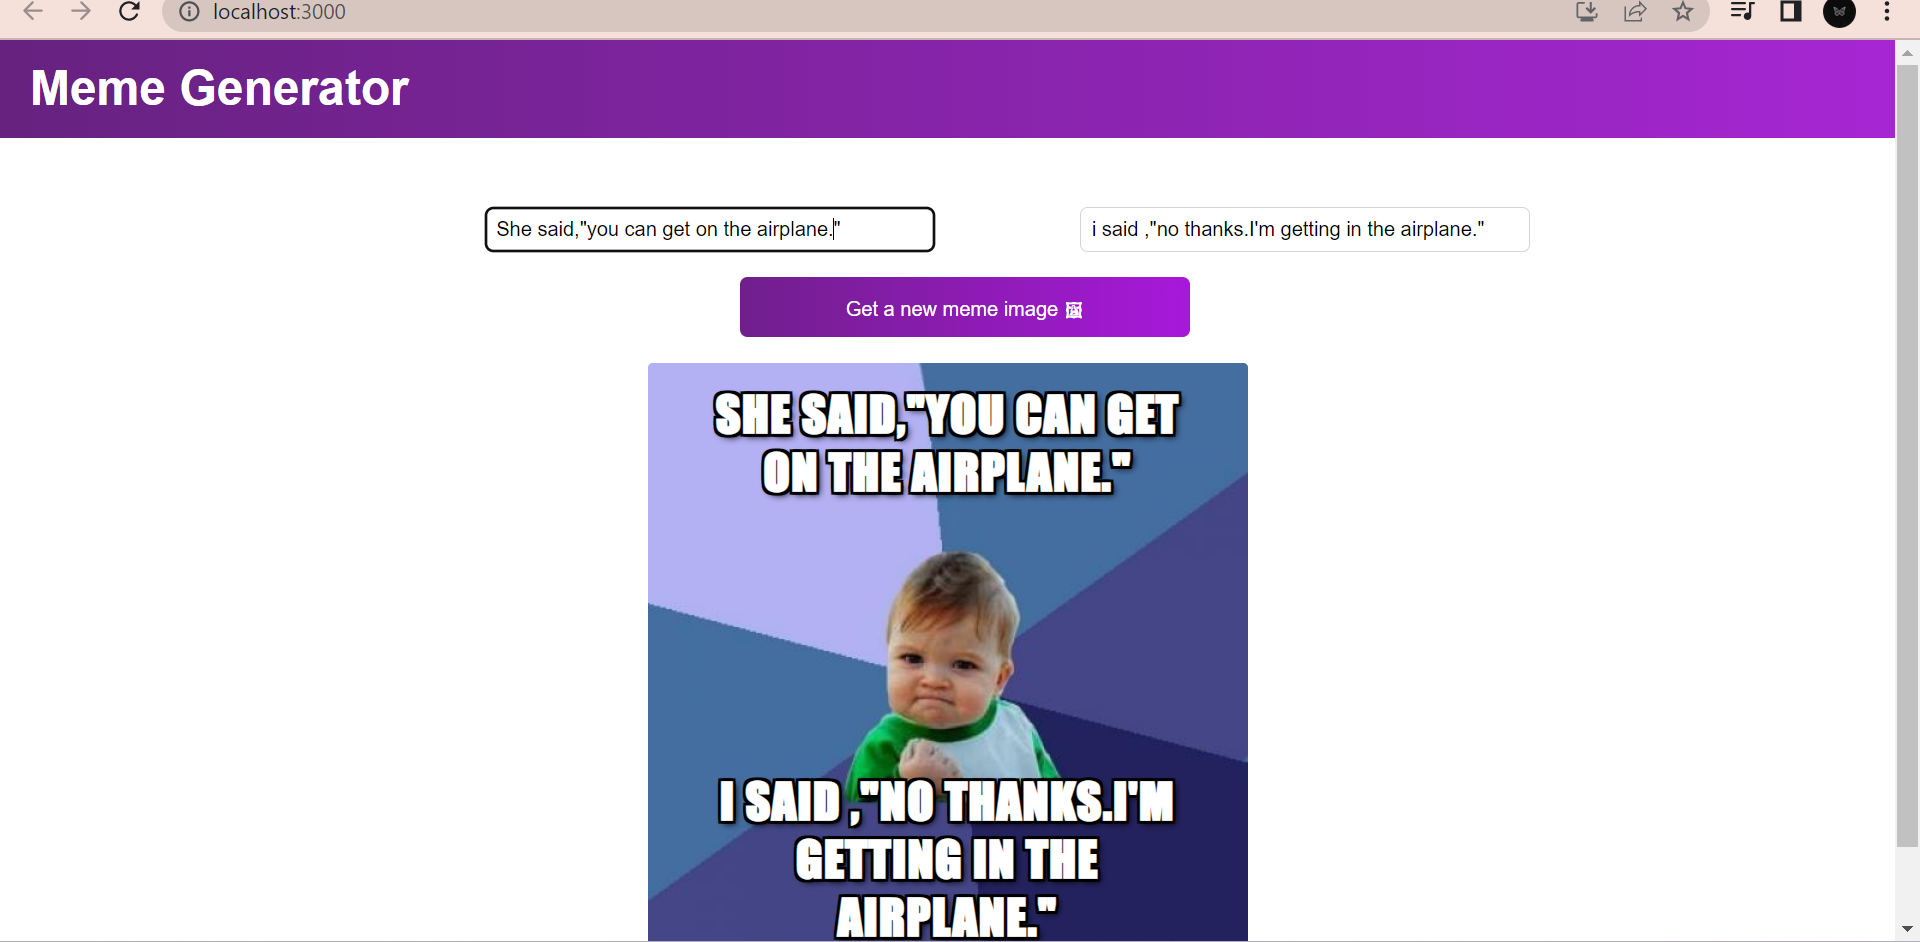 localhost:3000
Meme Generator
She said,"you can get on the airplane."
i said ,"no thanks.I'm getting in the airplane."
Get a new meme image 🖼
SHE SAID,"YOU CAN GET
ON THE AIRPLANE."
I SAID ,"NO THANKS.I'M
GETTING IN THE
AIRPLANE."